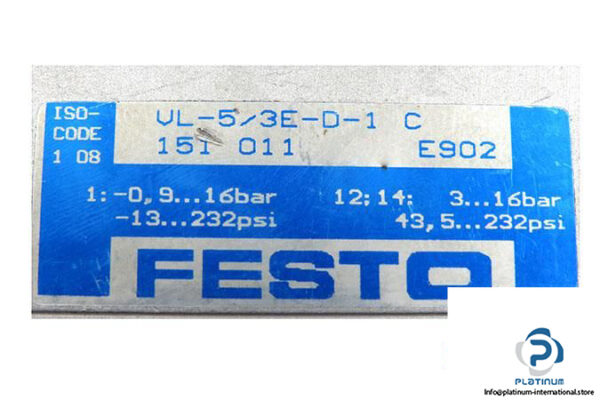 ISO-
CODE
1 08
VL-5/3E-D-1 C
151 011 E902
1:-0,9...16bar 12;14: 3...16bar
-13...232psi 43,5...232psi
FESTO
PLATINUM
info@platinum-international.store